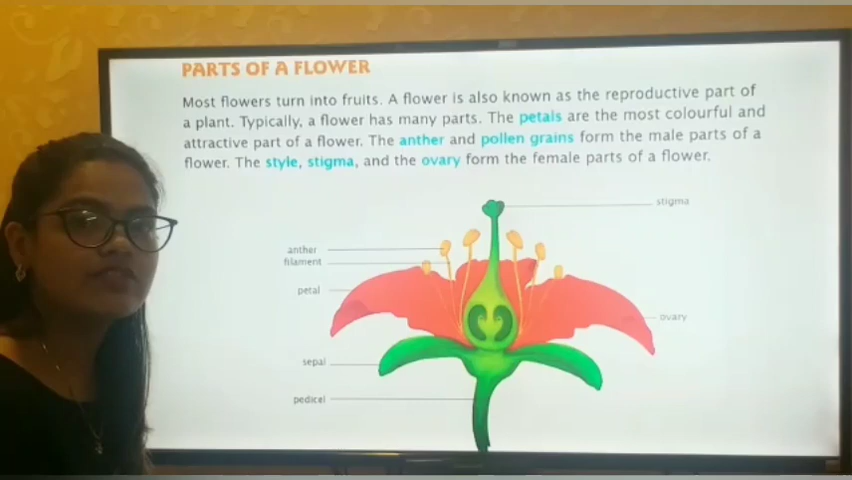 PARTS OF A FLOWER
Most flowers turn into fruits. A flower is also known as the reproductive part of
a plant. Typically, a flower has many parts. The petals are the most colourful and
attractive part of a flower. The anther and pollen grains form the male parts of a
flower. The style, stigma, and the ovary form the female parts of a flower.
stigma
anther
filament
petal
ovary
sepal
pedicel